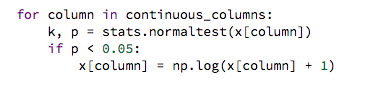 for column in continuous_columns:
    k, p = stats.normaltest(x[column])
    if p < 0.05:
        x[column] = np.log(x[column] + 1)